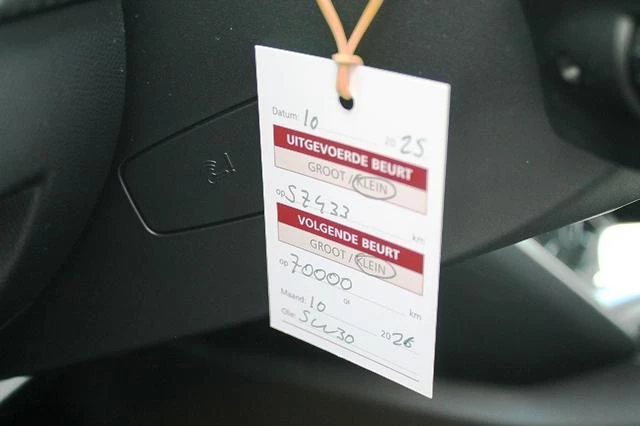 Datum: 10 2025
UITGEVOERDE BEURT
GROOT / KLEIN
op 57433 km
VOLGENDE BEURT
GROOT / KLEIN
op 70000 km
of
Maand: 10 2026
Olie: 5W30